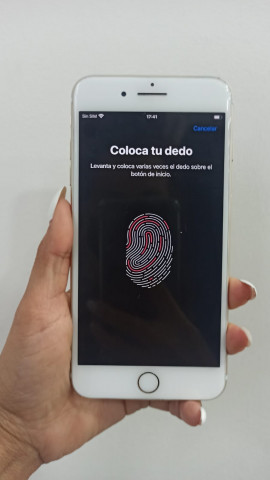 Sin SIM
17:41
Cancelar
Coloca tu dedo
Levanta y coloca varias veces el dedo sobre el
botón de inicio.